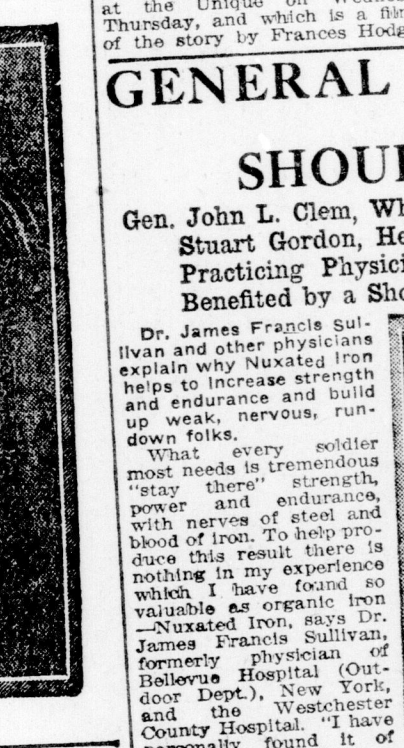 at the Unique on
Thursday, and which is a
of the story by Frances
GENERAL
SHOUL
Gen. John L. Clem, Wh
Stuart Gordon, He
Practicing Physici
Benefited by a Sho
Dr. James Francis Sul-
livan and other physicians
explain why Nuxated Iron
helps to increase strength
and endurance and build
up weak, nervous, run-
down folks.
What every soldier
most needs is tremendous
"stay there" strength,
power and endurance,
with nerves of steel and
blood of iron. To help pro-
duce this result there is
nothing in my experience
which I have found so
valuable as organic iron
—Nuxated Iron, says Dr.
James Francis Sullivan,
formerly physician of
Bellevue Hospital (Out-
door Dept.), New York,
and the Westchester
County Hospital. "I have
personally found it of